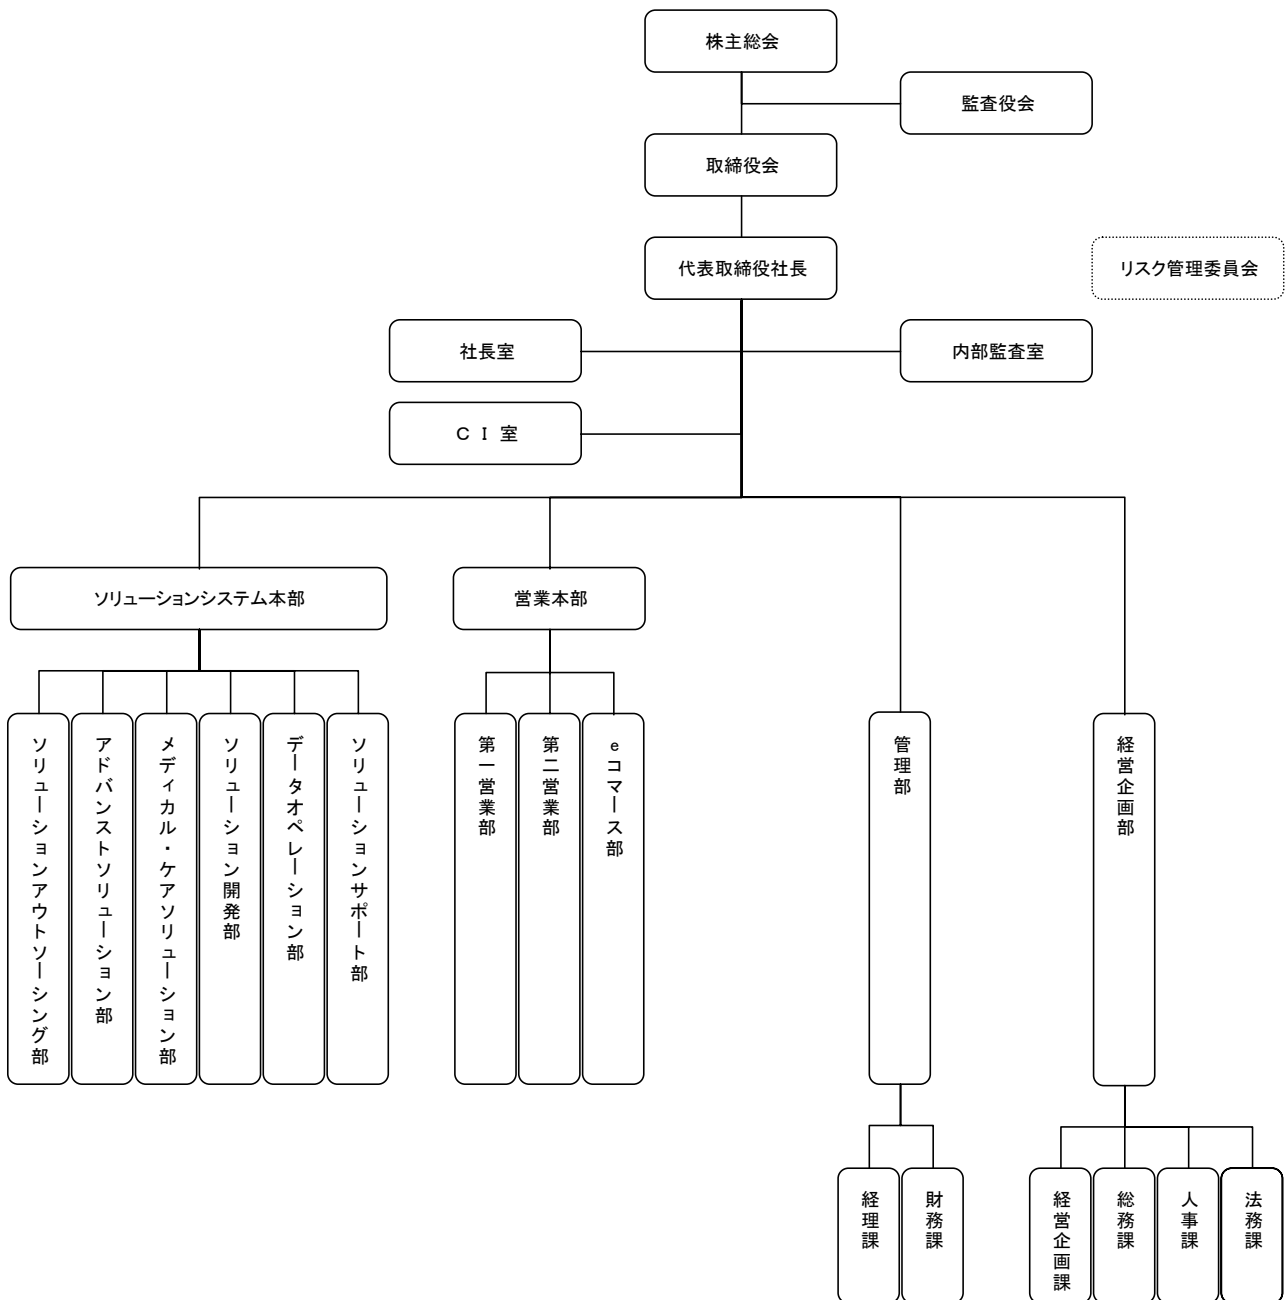 株主総会
監査役会
取締役会
代表取締役社長
リスク管理委員会
社長室
内部監査室
ＣＩ室
ソリューションシステム本部
営業本部
ソリューションアウトソーシング部
アドバンストソリューション部
メディカル・ケアソリューション部
ソリューション開発部
データオペレーション部
ソリューションサポート部
第一営業部
第二営業部
eコマース部
管理部
経営企画部
経理課
財務課
経営企画課
総務課
人事課
法務課